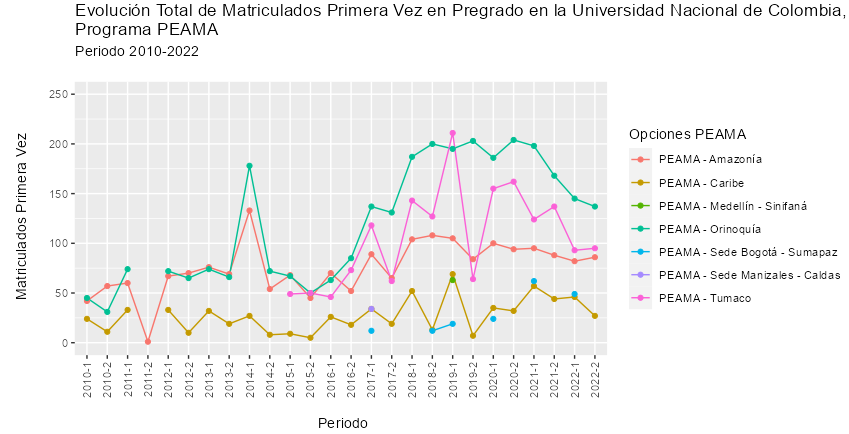 Evolución Total de Matriculados Primera Vez en Pregrado en la Universidad Nacional de Colombia,
Programa PEAMA
Periodo 2010-2022
Matriculados Primera Vez
250
200
150
100
50
0
2010-1
2010-2
2011-1
2011-2
2012-1
2012-2
2013-1
2013-2
2014-1
2014-2
2015-1
2015-2
2016-1
2016-2
2017-1
2017-2
2018-1
2018-2
2019-1
2019-2
2020-1
2020-2
2021-1
2021-2
2022-1
2022-2
Periodo
Opciones PEAMA
PEAMA - Amazonía
PEAMA - Caribe
PEAMA - Medellín - Sinifaná
PEAMA - Orinoquía
PEAMA - Sede Bogotá - Sumapaz
PEAMA - Sede Manizales - Caldas
PEAMA - Tumaco